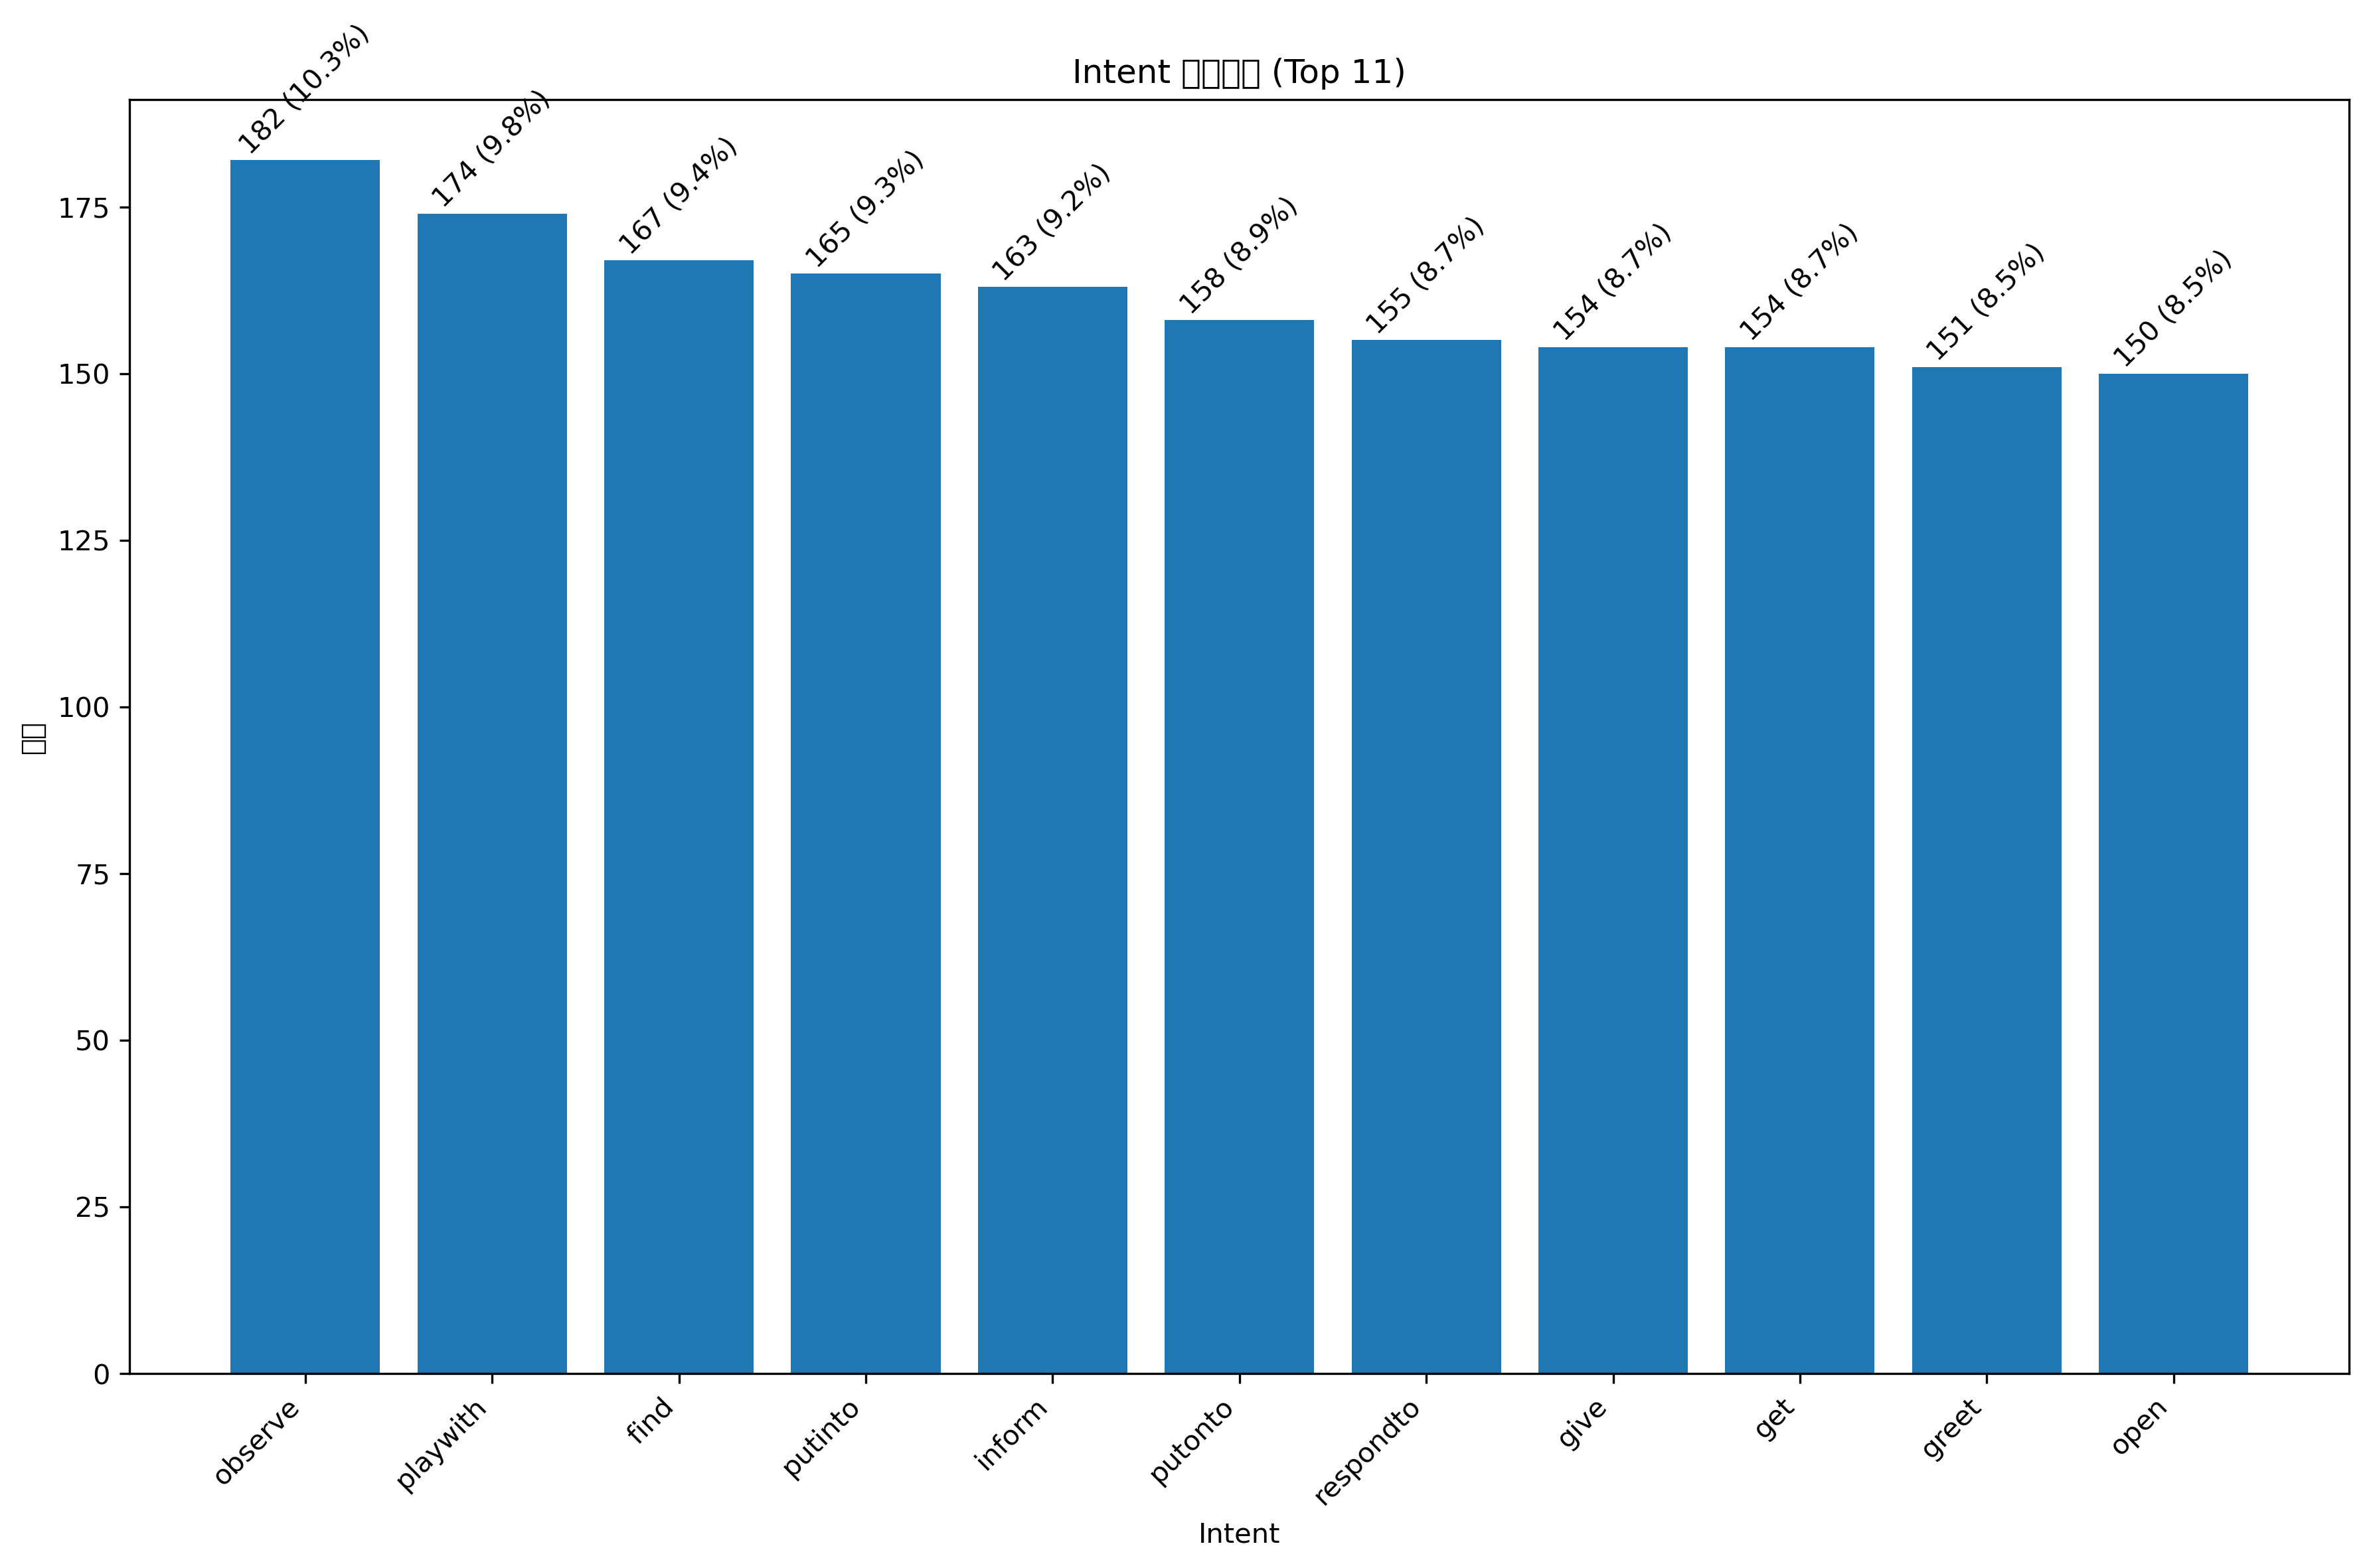 Intent □□□□ (Top 11)
182 (10.3%)
174 (9.8%)
167 (9.4%)
165 (9.3%)
163 (9.2%)
158 (8.9%)
155 (8.7%)
154 (8.7%)
154 (8.7%)
151 (8.5%)
150 (8.5%)
175
150
125
100
75
50
25
0
□□
observe
playwith
find
putinto
inform
putonto
respondto
give
get
greet
open
Intent